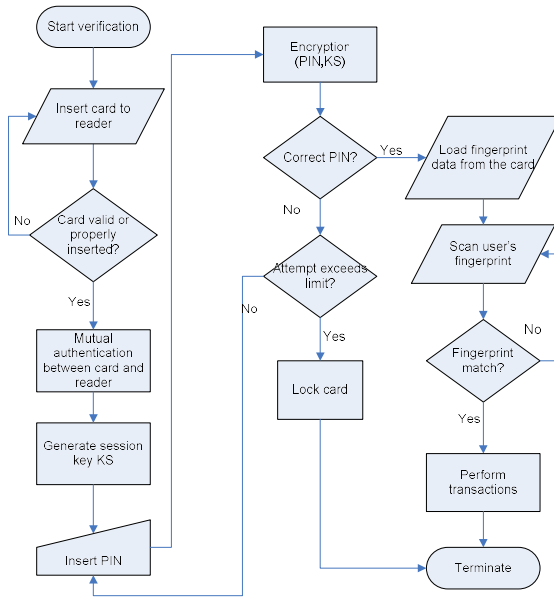 Start verification
Insert card to
reader
No
Card valid or
properly
inserted?
Yes
Mutual
authentication
between card and
reader
Generate session
key KS
Insert PIN
Encryption
(PIN,KS)
Correct PIN?
Yes
No
Attempt exceeds
limit?
No
Yes
Lock card
Load fingerprint
data from the card
Scan user's
fingerprint
Fingerprint
match?
No
Yes
Perform
transactions
Terminate